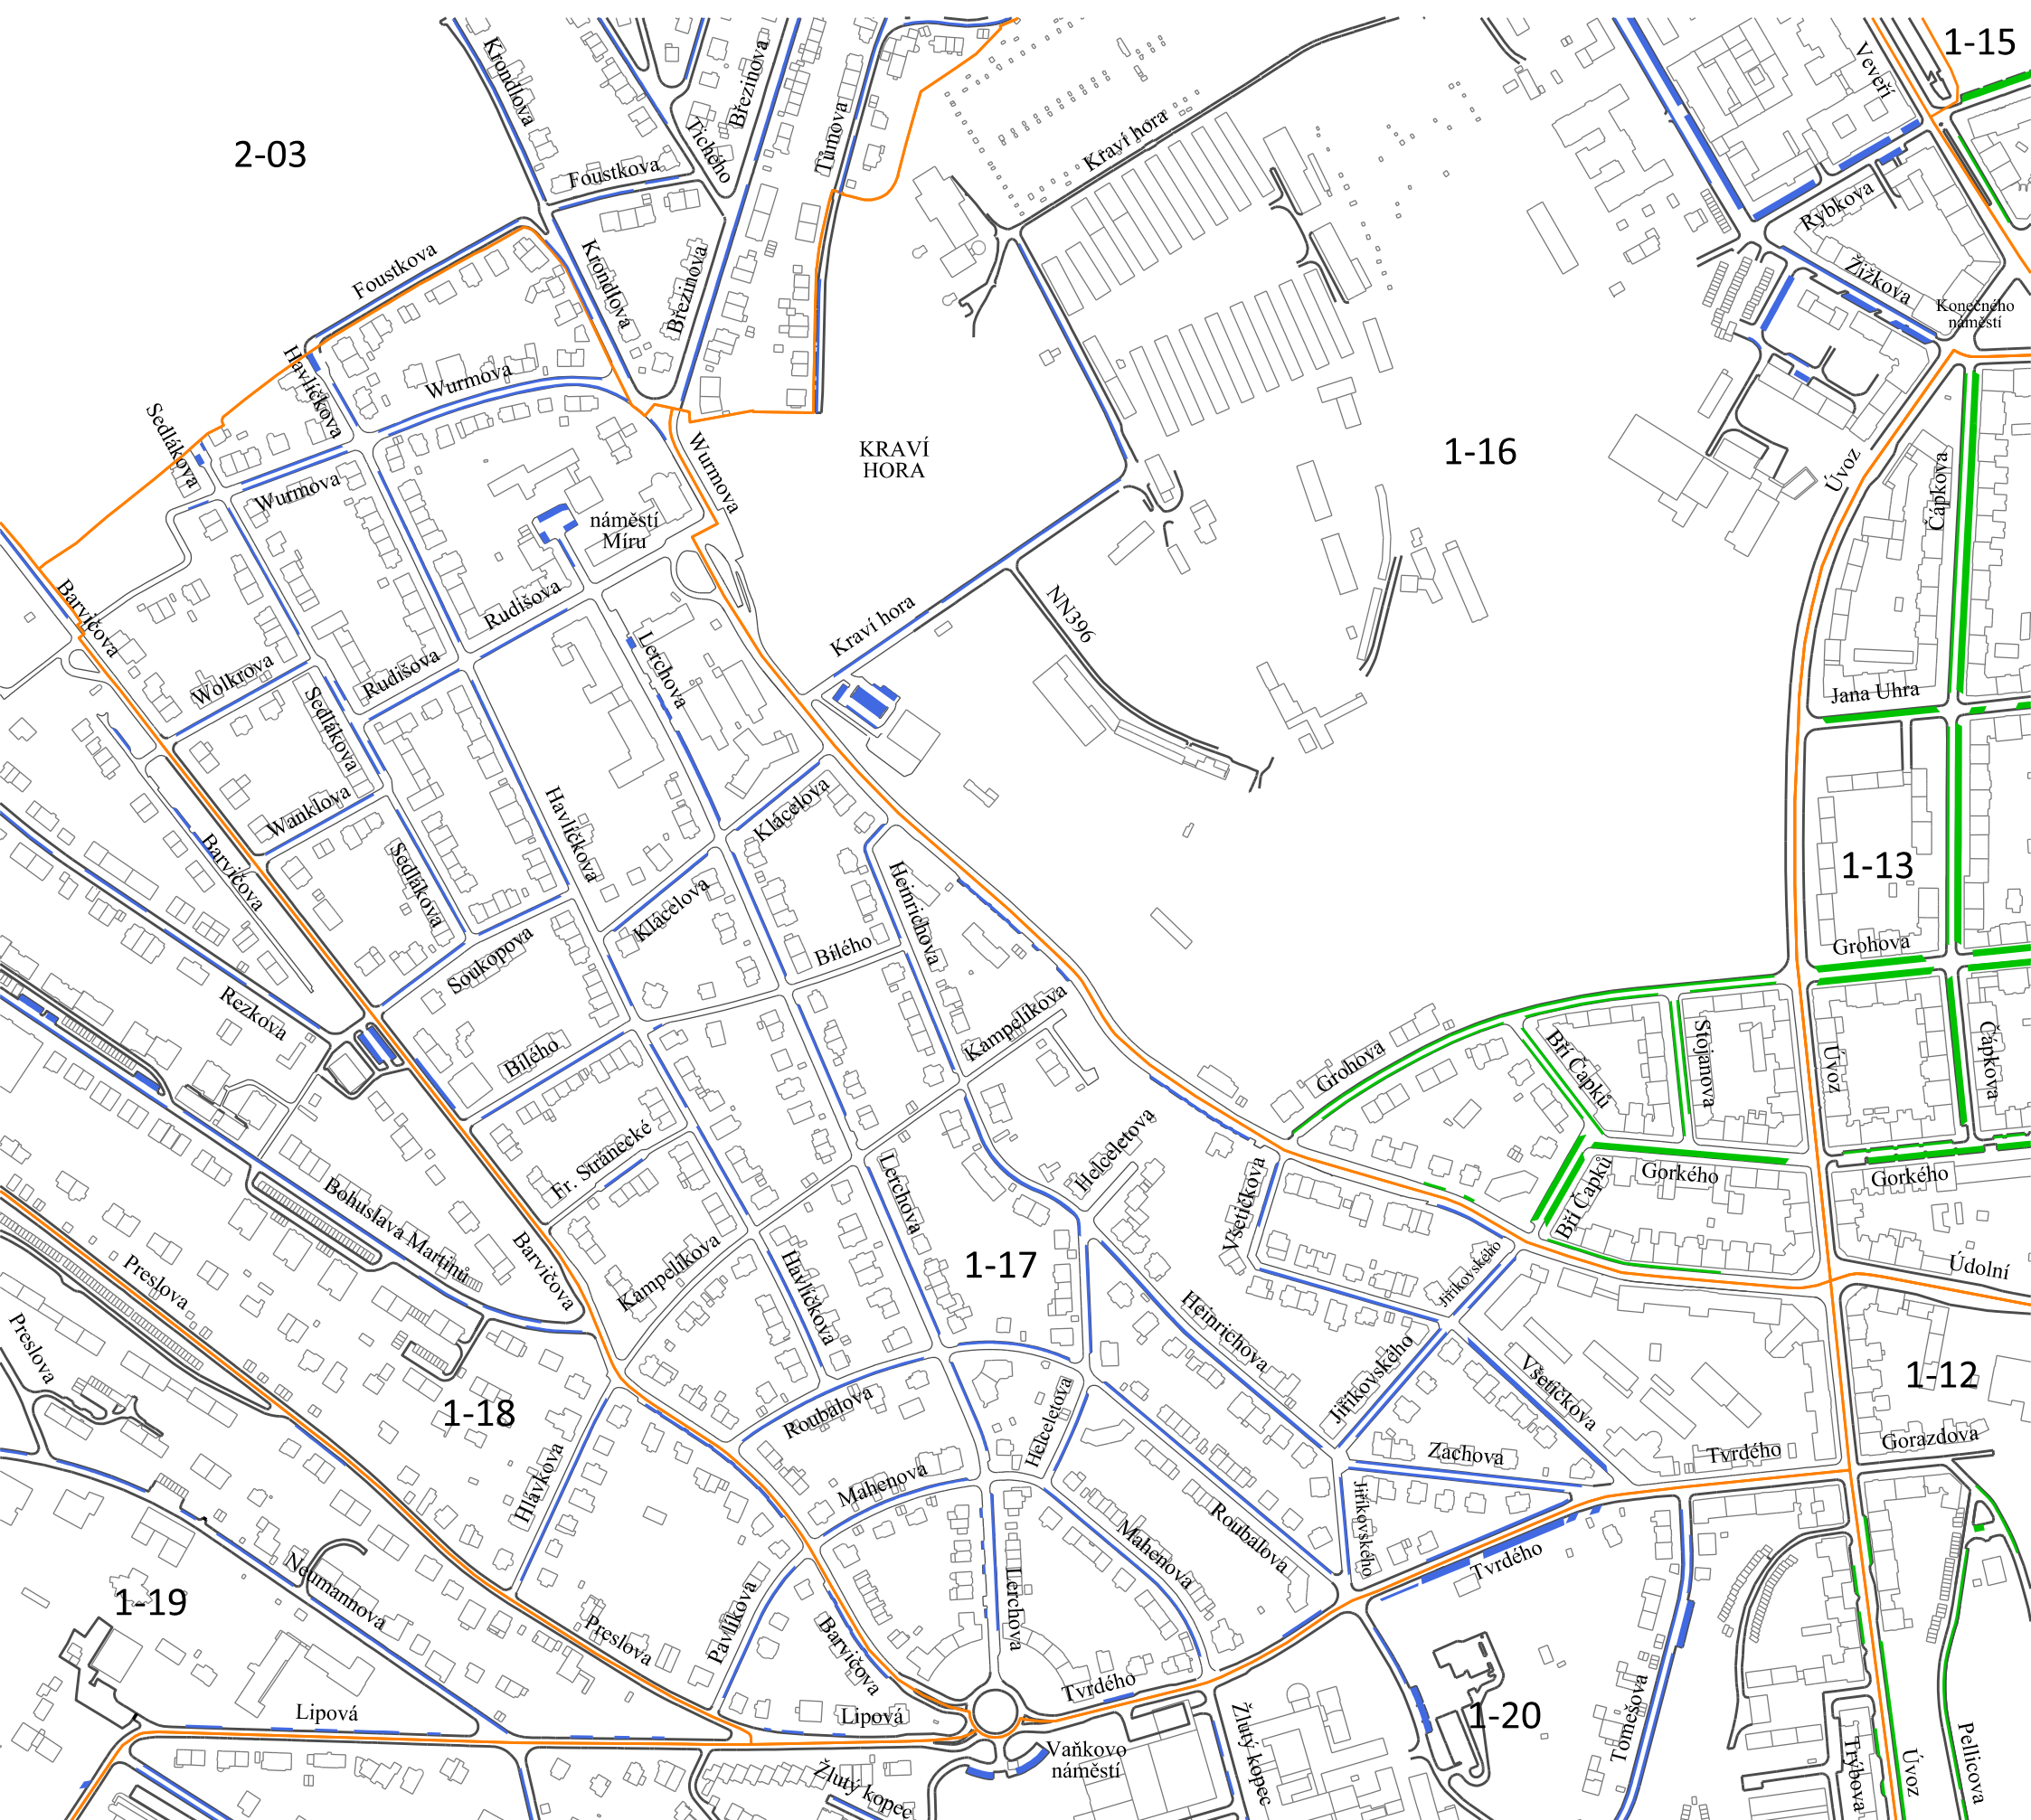 1-15
Veveří
Krondlova
Březinova
Tůmova
Tichého
Kraví hora
2-03
Foustkova
Rybkova
Foustkova
Krondlova
Březinova
Žižkova
Konečného
náměstí
Havlíčkova
Wurmova
Sedlákova
Wurmova
KRAVÍ
HORA
1-16
Úvoz
Čápkova
Wurmova
náměstí
Míru
Barvičova
Rudišova
Kraví hora
NN396
Lerchova
Wolkrova
Rudišova
Sedlákova
Jana Uhra
Wanklova
Havlíčkova
Klácelova
Barvičova
Sedlákova
Heinrichova
1-13
Klácelova
Bílého
Grohova
Soukopova
Rezkova
Kampelíkova
Bílého
Grohova
Bří Čapků
Stojanova
Úvoz
Čápkova
Fr. Stránecké
Helceletova
Lerchova
Všetičkova
Bří Čapků
Gorkého
Gorkého
Bohuslava Martinů
Barvičova
Kampelíkova
Havlíčkova
1-17
Jiříkovského
Údolní
Preslova
Preslova
Heinrichova
Jiříkovského
Všetičkova
1-12
1-18
Roubalova
Helceletova
Zachova
Tvrdého
Gorazdova
Hlávkova
Mahenova
Jiříkovského
Mahenova
Roubalova
Tvrdého
1-19
Neumannova
Pavlíkova
Preslova
Barvičova
Lerchova
Tvrdého
Lipová
Lipová
Žlutý kopec
1-20
Tomešova
Vaňkovo
náměstí
Žlutý kopec
Trýbova
Úvoz
Pellicova